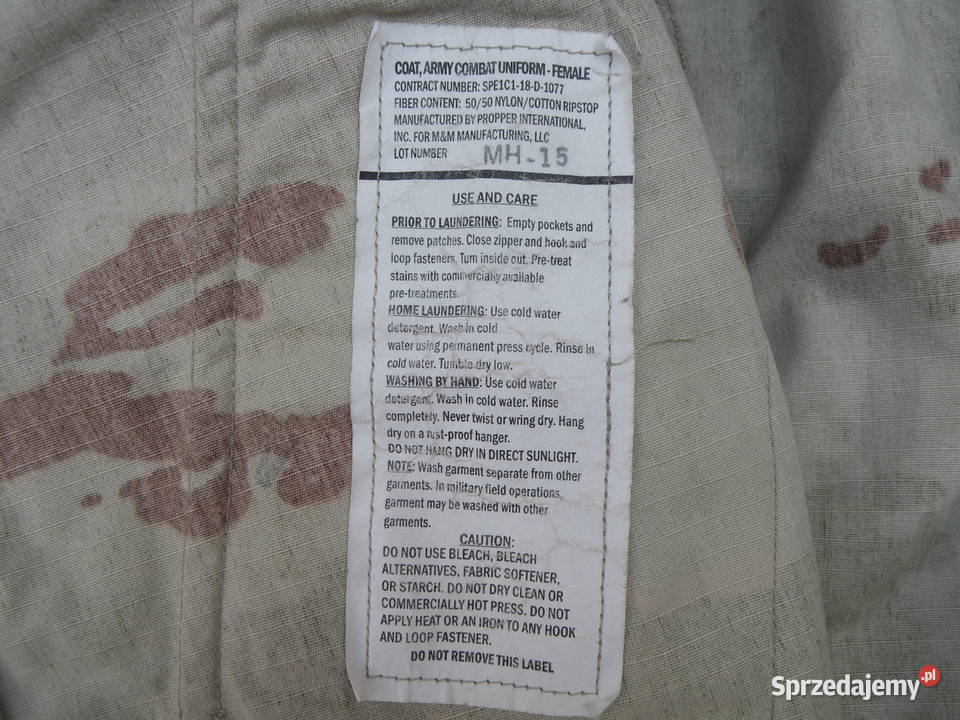 COAT, ARMY COMBAT UNIFORM - FEMALE
CONTRACT NUMBER: SPE1C1-18-D-1077
FIBER CONTENT: 50/50 NYLON/COTTON RIPSTOP
MANUFACTURED BY PROPPER INTERNATIONAL,
INC. FOR M&M MANUFACTURING, LLC
LOT NUMBER MH-15
USE AND CARE
PRIOR TO LAUNDERING: Empty pockets and
remove patches. Close zipper and hook and
loop fasteners. Turn inside out. Pre-treat
stains with commercially available
pre-treatments.
HOME LAUNDERING: Use cold water
detergent. Wash in cold
water using permanent press cycle. Rinse in
cold water. Tumble dry low.
WASHING BY HAND: Use cold water
detergent. Wash in cold water. Rinse
completely. Never twist or wring dry. Hang
dry on a rust-proof hanger.
DO NOT HANG DRY IN DIRECT SUNLIGHT.
NOTE: Wash garment separate from other
garments. In military field operations,
garment may be washed with other
garments.
CAUTION:
DO NOT USE BLEACH, BLEACH
ALTERNATIVES, FABRIC SOFTENER,
OR STARCH. DO NOT DRY CLEAN OR
COMMERCIALLY HOT PRESS. DO NOT
APPLY HEAT OR AN IRON TO ANY HOOK
AND LOOP FASTENER.
DO NOT REMOVE THIS LABEL
Sprzedajemy.pl